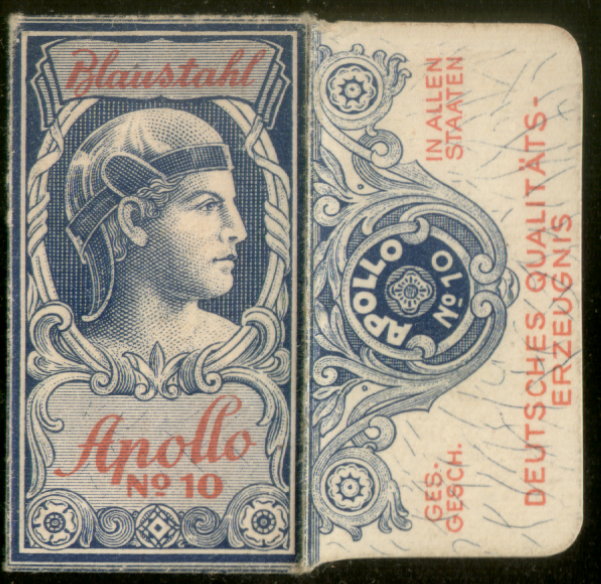 Blaustahl
Apollo
No 10
APOLLO
No 10
IN ALLEN
STAATEN
GES.
GESCH.
DEUTSCHES QUALITÄTS-
ERZEUGNIS